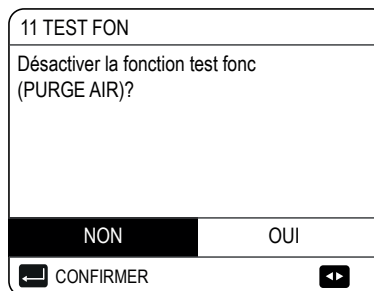 11 TEST FON
Désactiver la fonction test fonc
(PURGE AIR)?
NON OUI
CONFIRMER